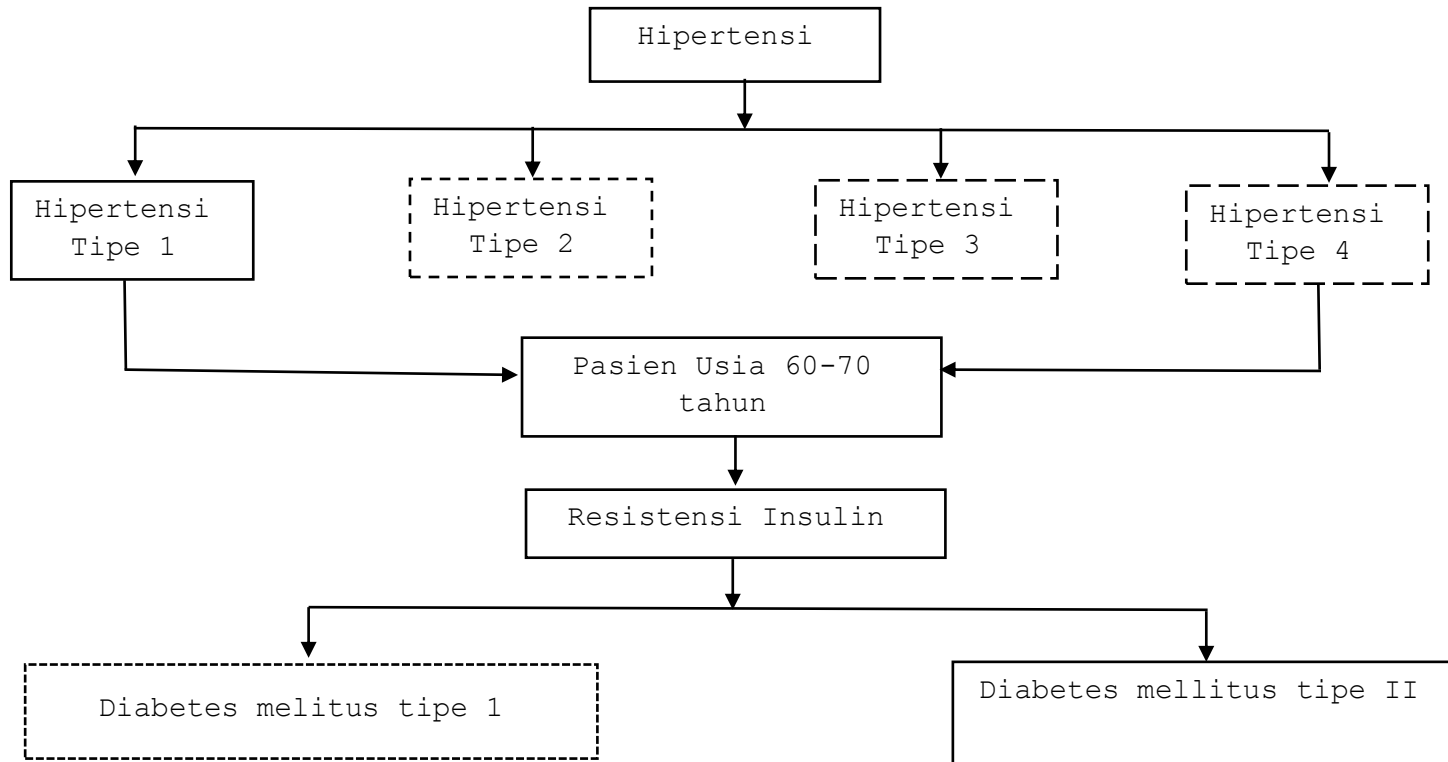 Hipertensi
Hipertensi
Tipe 1
Hipertensi
Tipe 2
Hipertensi
Tipe 3
Hipertensi
Tipe 4
Pasien Usia 60-70
tahun
Resistensi Insulin
Diabetes melitus tipe 1
Diabetes mellitus tipe II